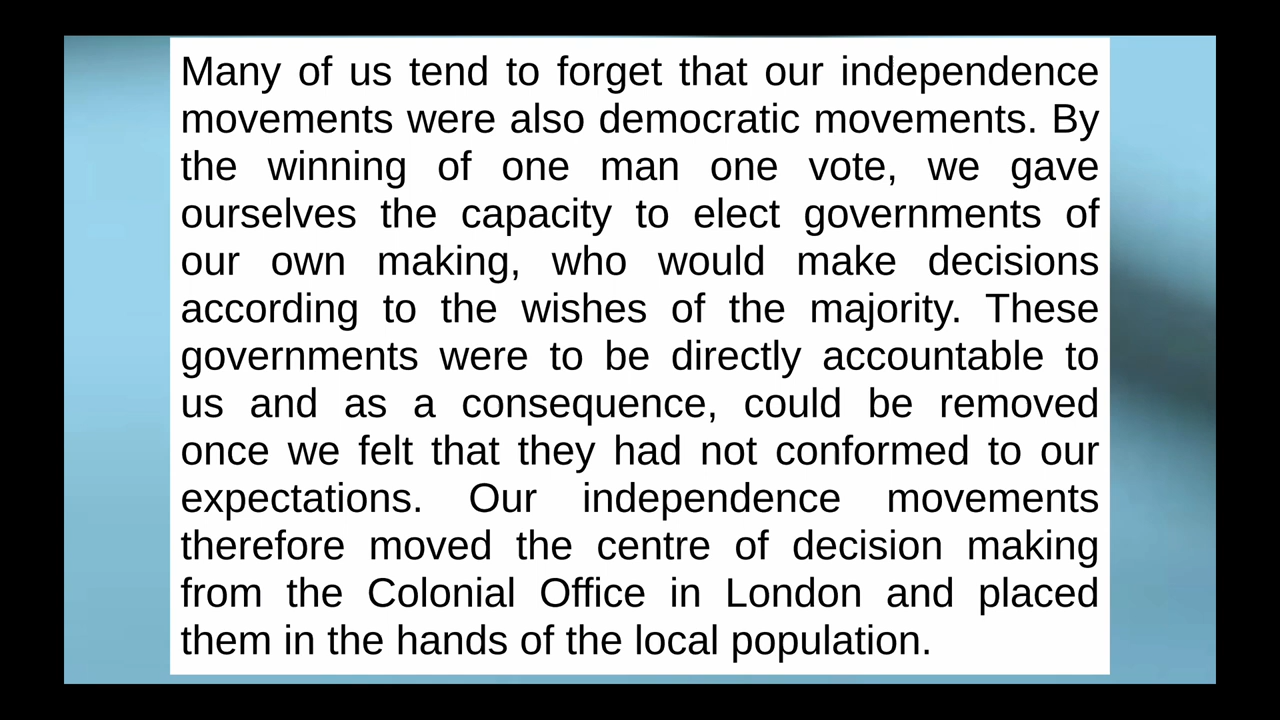 Many of us tend to forget that our independence
movements were also democratic movements. By
the winning of one man one vote, we gave
ourselves the capacity to elect governments of
our own making, who would make decisions
according to the wishes of the majority. These
governments were to be directly accountable to
us and as a consequence, could be removed
once we felt that they had not conformed to our
expectations. Our independence movements
therefore moved the centre of decision making
from the Colonial Office in London and placed
them in the hands of the local population.